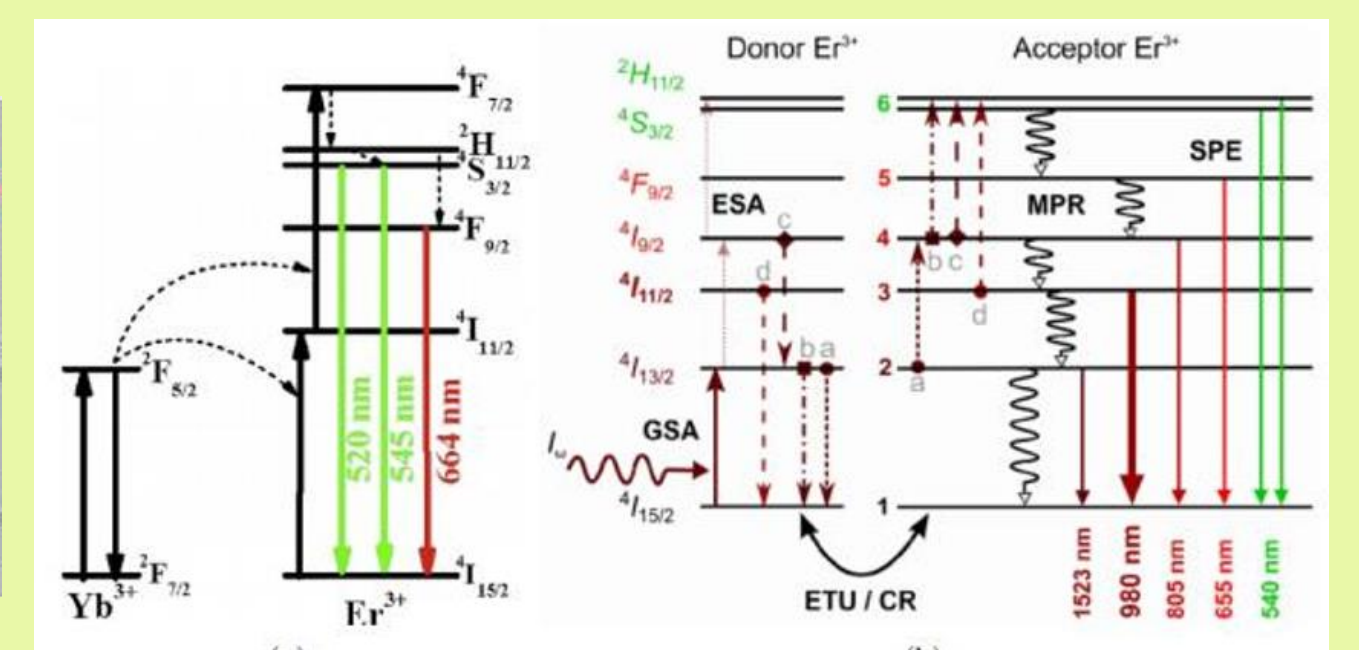 ⁴F₇/₂
²H₁₁/₂
⁴S₃/₂
⁴F₉/₂
⁴I₁₁/₂
²F₅/₂
520 nm
545 nm
664 nm
²F₇/₂
⁴I₁₅/₂
Yb³⁺
Er³⁺
Donor Er³⁺
Acceptor Er³⁺
²H₁₁/₂
⁴S₃/₂
⁴F₉/₂
⁴I₉/₂
⁴I₁₁/₂
⁴I₁₃/₂
⁴I₁₅/₂
ESA
c
d
b a
GSA
Iω
6
5
4
3
2
1
SPE
MPR
b c
d
a
ETU / CR
1523 nm
980 nm
805 nm
655 nm
540 nm